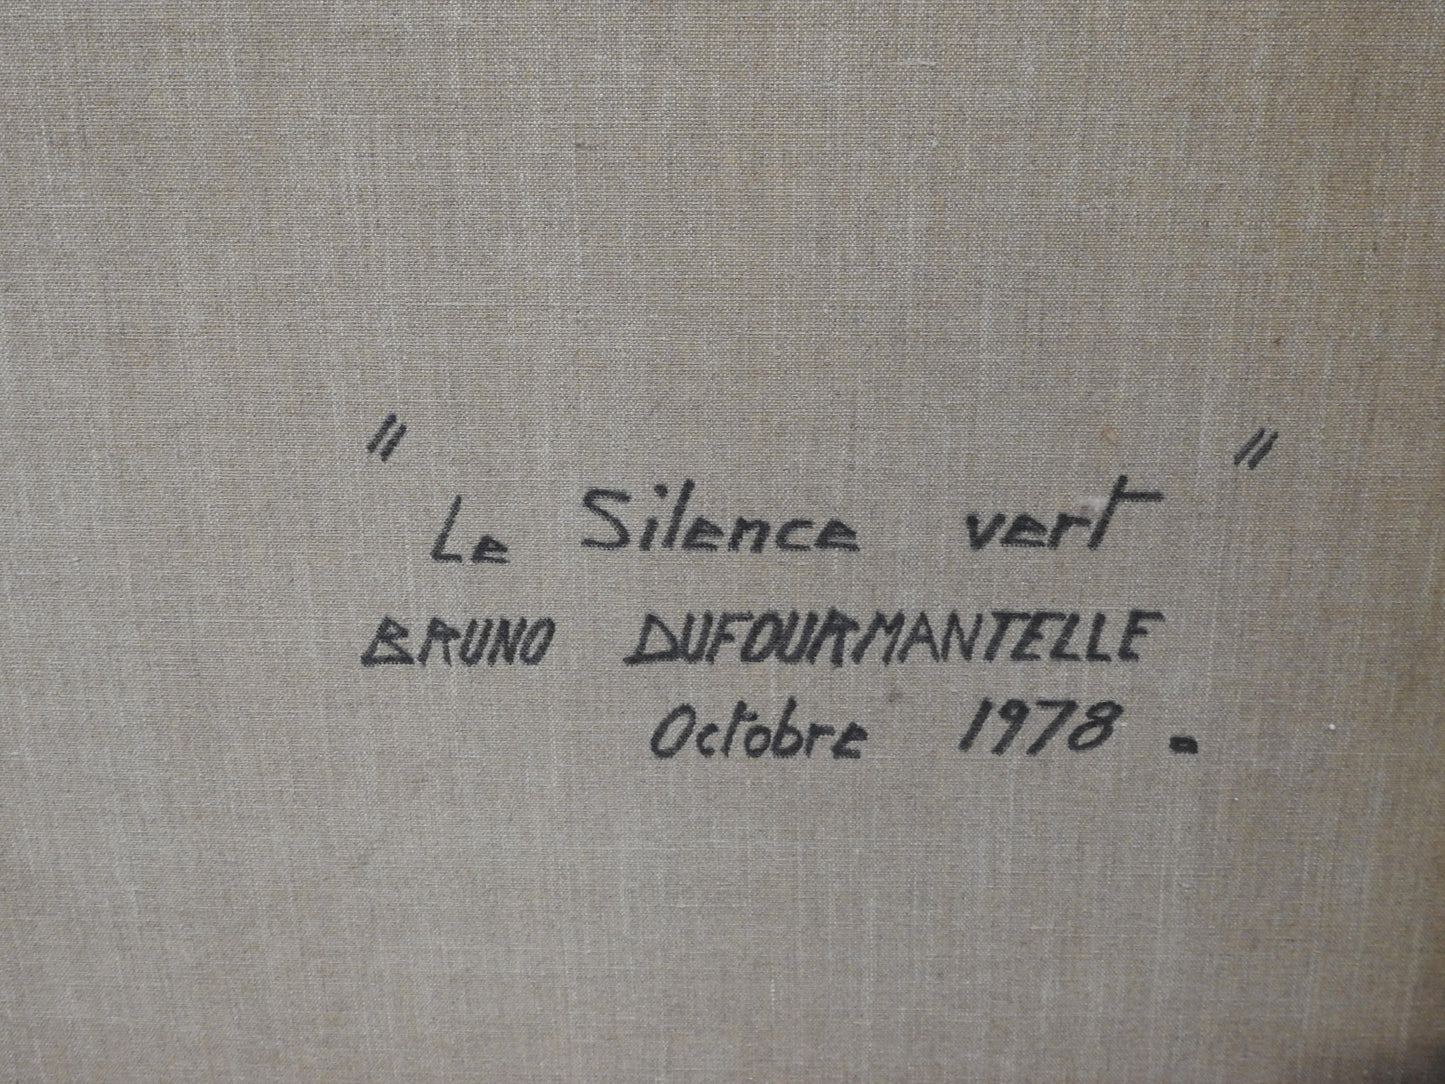 " Le Silence vert "
BRUNO DUFOURMANTELLE
Octobre 1978.